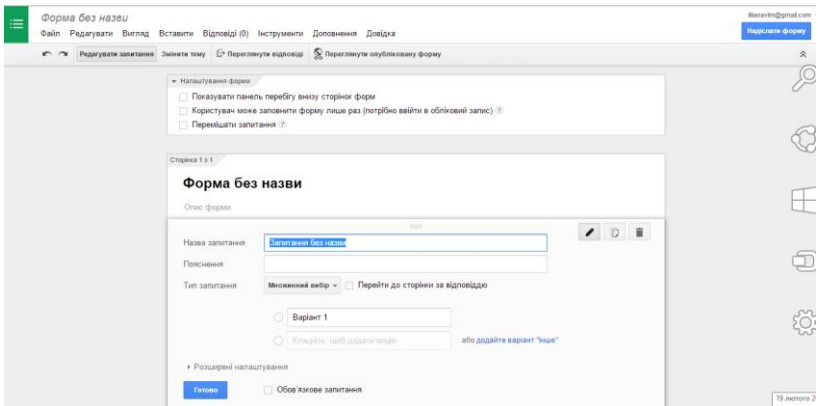 Форма без назви
Файл Редагувати Вигляд Вставити Відповіді (0) Інструменти Доповнення Довідка
Надіслати форму
Редагувати запитання Змінити тему Переглянути відповіді Переглянути опубліковану форму
Налаштування форми
Показувати панель перебігу внизу сторінок форм
Користувач може заповнити форму лише раз (потрібно ввійти в обліковий запис) ?
Перемішати запитання ?
Сторінка 1 з 1
Форма без назви
Опис форми
Назва запитання Запитання без назви
Пояснення
Тип запитання Множинний вибір Перейти до сторінки за відповіддю
Варіант 1
Клацніть, щоб додати опцію або додайте варіант "Інше"
Розширені налаштування
Готово Обов'язкове запитання
19 лютого 2